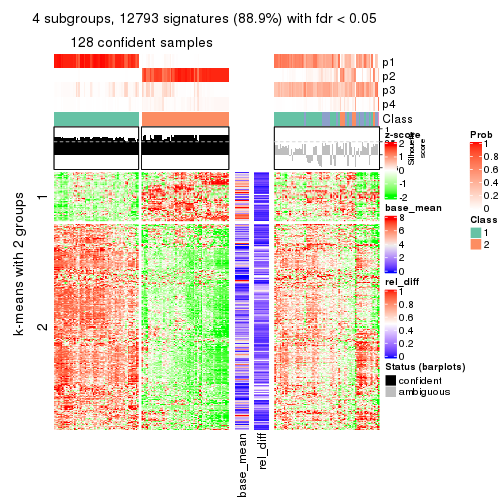 4 subgroups, 12793 signatures (88.9%) with fdr < 0.05
128 confident samples
p1
p2
p3
p4
Class
1
Silhouette
score
z-score
2
1
0
-1
-2
base_mean
8
6
4
2
0
rel_diff
1
0.8
0.6
0.4
0.2
0
Status (barplots)
confident
ambiguous
Prob
1
0.8
0.6
0.4
0.2
0
Class
1
2
k-means with 2 groups
1
2
base_mean
rel_diff